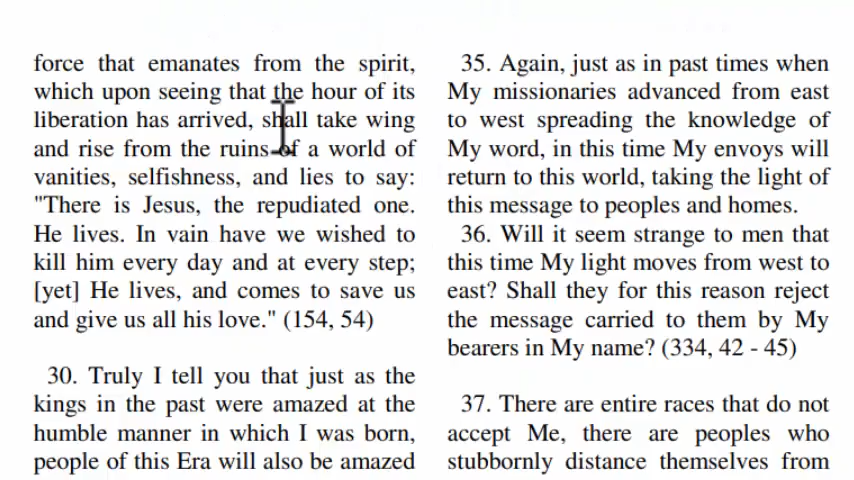 force that emanates from the spirit,
which upon seeing that the hour of its
liberation has arrived, shall take wing
and rise from the ruins of a world of
vanities, selfishness, and lies to say:
"There is Jesus, the repudiated one.
He lives. In vain have we wished to
kill him every day and at every step;
[yet] He lives, and comes to save us
and give us all his love." (154, 54)
30. Truly I tell you that just as the
kings in the past were amazed at the
humble manner in which I was born,
people of this Era will also be amazed
35. Again, just as in past times when
My missionaries advanced from east
to west spreading the knowledge of
My word, in this time My envoys will
return to this world, taking the light of
this message to peoples and homes.
36. Will it seem strange to men that
this time My light moves from west to
east? Shall they for this reason reject
the message carried to them by My
bearers in My name? (334, 42 - 45)
37. There are entire races that do not
accept Me, there are peoples who
stubbornly distance themselves from